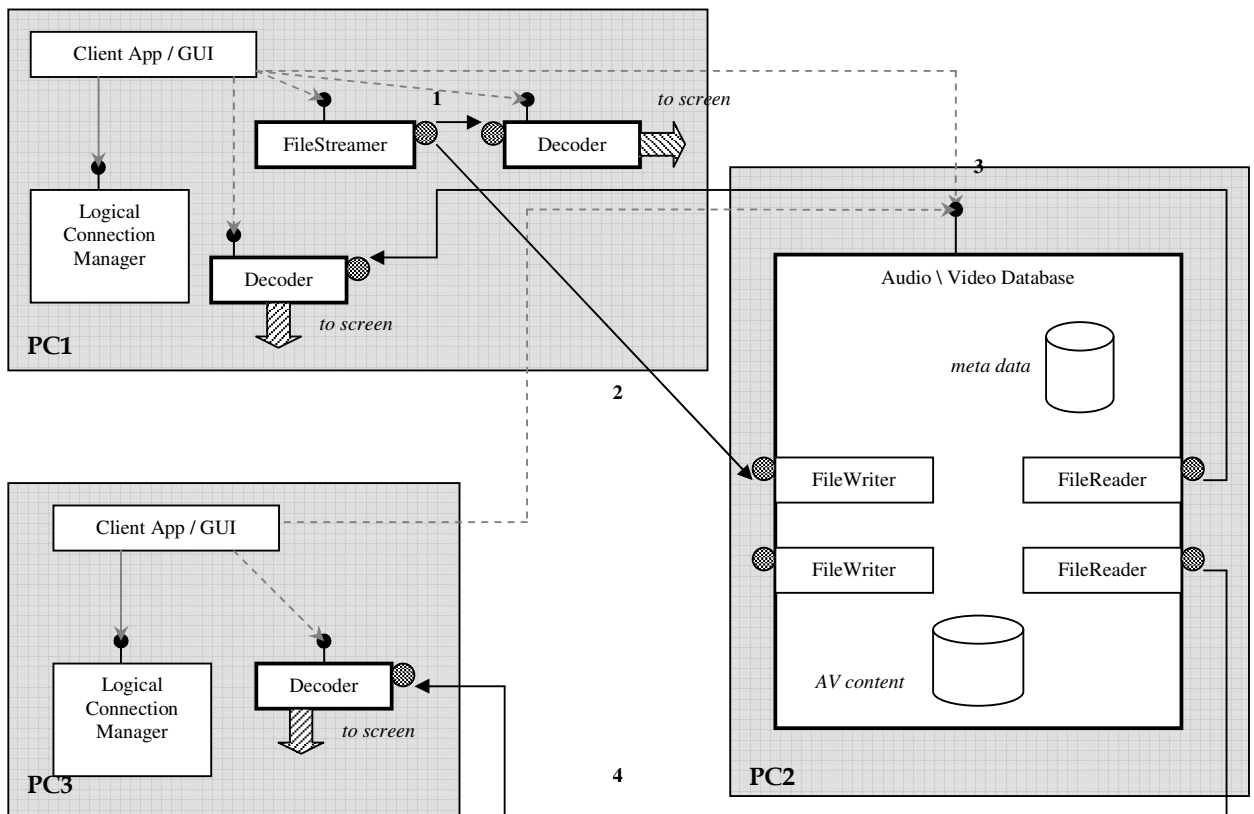 Client App / GUI
1
to screen
FileStreamer
Decoder
3
Logical
Connection
Manager
Decoder
to screen
PC1
Audio \ Video Database
meta data
2
FileWriter
FileReader
FileWriter
FileReader
AV content
PC2
Client App / GUI
Logical
Connection
Manager
Decoder
to screen
PC3
4